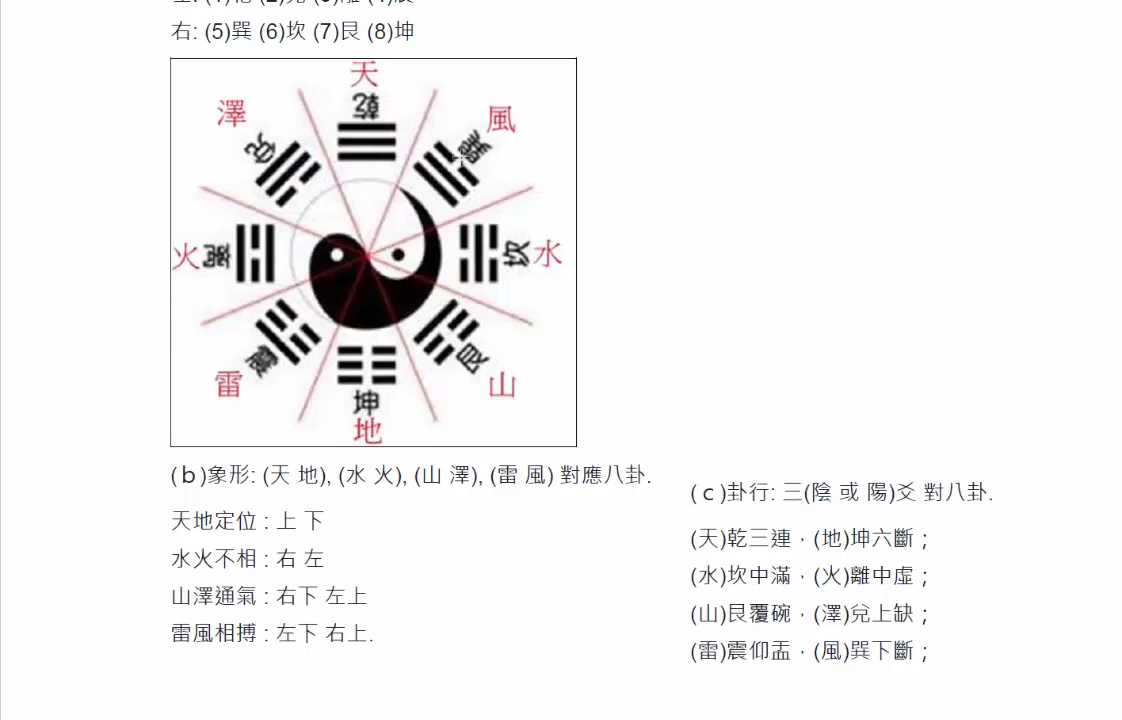 右: (5)巽 (6)坎 (7)艮 (8)坤
天
澤
風
乾
兌
巽
火
離
坎
水
震
艮
雷
山
坤
地
(ｂ)象形: (天 地), (水 火), (山 澤), (雷 風) 對應八卦.
天地定位 : 上 下
水火不相 : 右 左
山澤通氣 : 右下 左上
雷風相搏 : 左下 右上.
(ｃ)卦行: 三(陰 或 陽)爻 對八卦.
(天)乾三連，(地)坤六斷；
(水)坎中滿，(火)離中虛；
(山)艮覆碗，(澤)兌上缺；
(雷)震仰盂，(風)巽下斷；